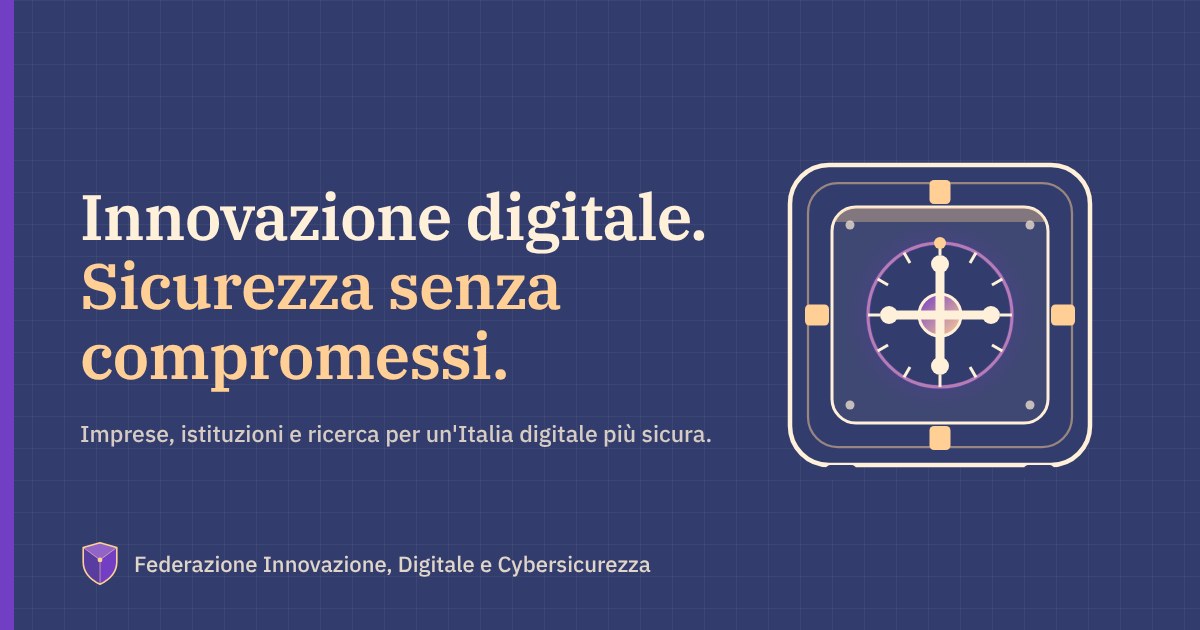 Innovazione digitale.
Sicurezza senza
compromessi.
Imprese, istituzioni e ricerca per un'Italia digitale più sicura.
Federazione Innovazione, Digitale e Cybersicurezza